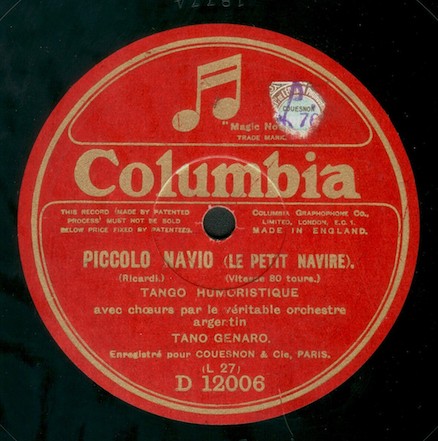 "Magic No
TRADE MARK.
COUESNON
Columbia
THIS RECORD (MADE BY PATENTED
PROCESS) MUST NOT BE SOLD
BELOW PRICE FIXED BY PATENTEES.
COLUMBIA GRAPHOPHONE CO.,
LIMITED, LONDON, E.C. 1.
MADE IN ENGLAND.
PICCOLO NAVIO (LE PETIT NAVIRE).
(Ricardi.) (Vitesse 80 tours.)
TANGO HUMORISTIQUE
avec chœurs par le véritable orchestre
argentin
TANO GENARO.
Enregistré pour COUESNON & Cie, PARIS.
(L 27)
D 12006